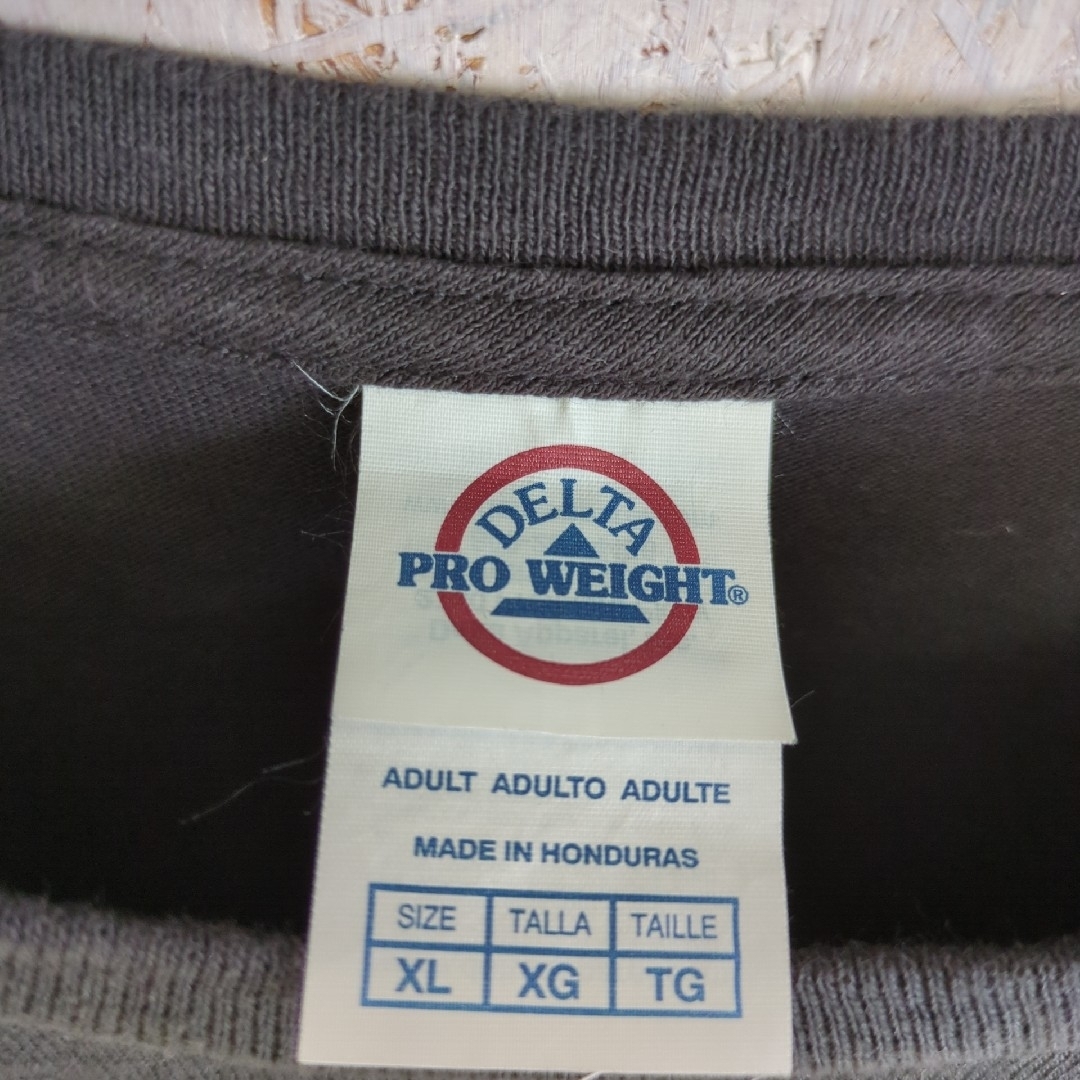 DELTA
PRO WEIGHT®
ADULT ADULTO ADULTE
MADE IN HONDURAS
SIZE TALLA TAILLE
XL XG TG